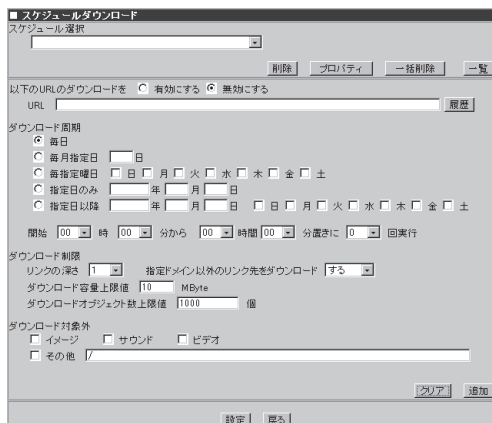 ■ スケジュールダウンロード
スケジュール選択
削除 プロパティ 一括削除 一覧
以下のURLのダウンロードを 有効にする 無効にする
URL 履歴
ダウンロード周期
毎日
毎月指定日 日
毎指定曜日 日 月 火 水 木 金 土
指定日のみ 年 月 日
指定日以降 年 月 日 日 月 火 水 木 金 土
開始 00 時 00 分から 00 時間 00 分置きに 0 回実行
ダウンロード制限
リンクの深さ 1 指定ドメイン以外のリンク先をダウンロード する
ダウンロード容量上限値 10 MByte
ダウンロードオブジェクト数上限値 1000 個
ダウンロード対象外
イメージ サウンド ビデオ
その他 /
クリア 追加
設定 戻る